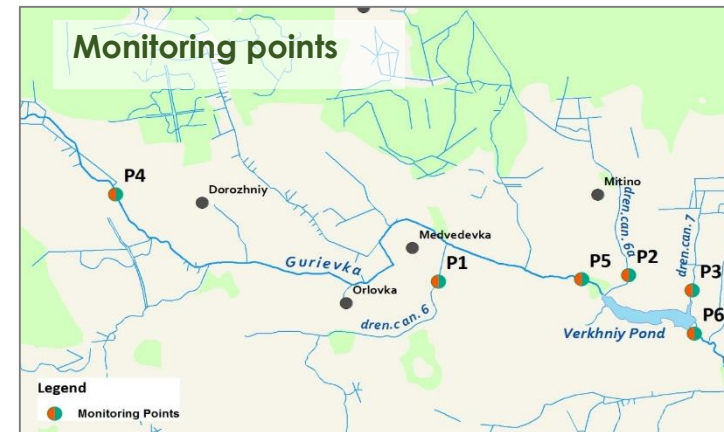 Monitoring points
P4
Dorozhniy
Mitino
dren.can. 6a
dren.can. 7
Medvedevka
Gurievka
P1
P5
P2
P3
Orlovka
dren.can. 6
P6
Verkhniy Pond
Legend
Monitoring Points